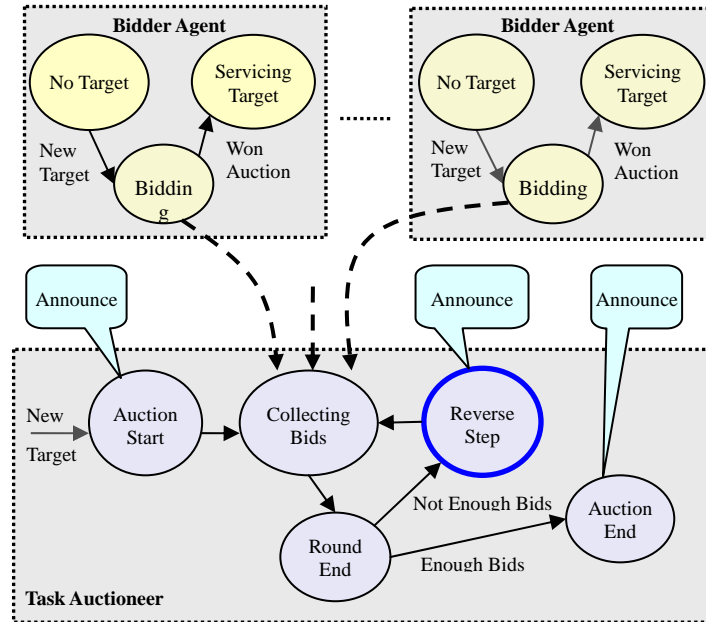 Bidder Agent
No Target
Servicing
Target
New
Target
Won
Auction
Biddin
g
Bidder Agent
No Target
Servicing
Target
New
Target
Won
Auction
Bidding
Announce
Announce
Announce
New
Target
Auction
Start
Collecting
Bids
Reverse
Step
Not Enough Bids
Auction
End
Round
End
Enough Bids
Task Auctioneer